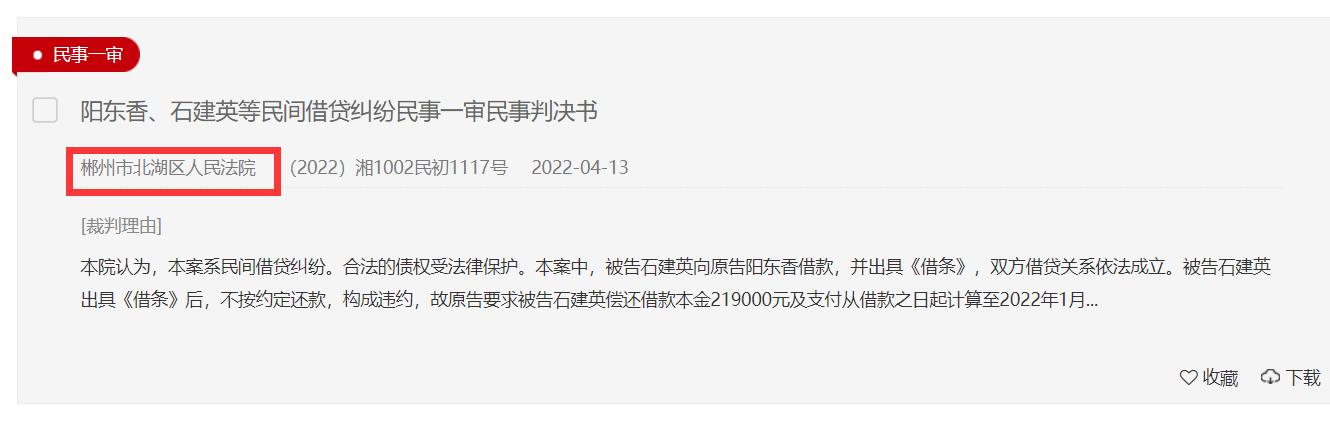 民事一审
阳东香、石建英等民间借贷纠纷民事一审民事判决书
郴州市北湖区人民法院 （2022）湘1002民初1117号 2022-04-13
[裁判理由]
本院认为，本案系民间借贷纠纷。合法的债权受法律保护。本案中，被告石建英向原告阳东香借款，并出具《借条》，双方借贷关系依法成立。被告石建英
出具《借条》后，不按约定还款，构成违约，故原告要求被告石建英偿还借款本金219000元及支付从借款之日起计算至2022年1月...
收藏 下载